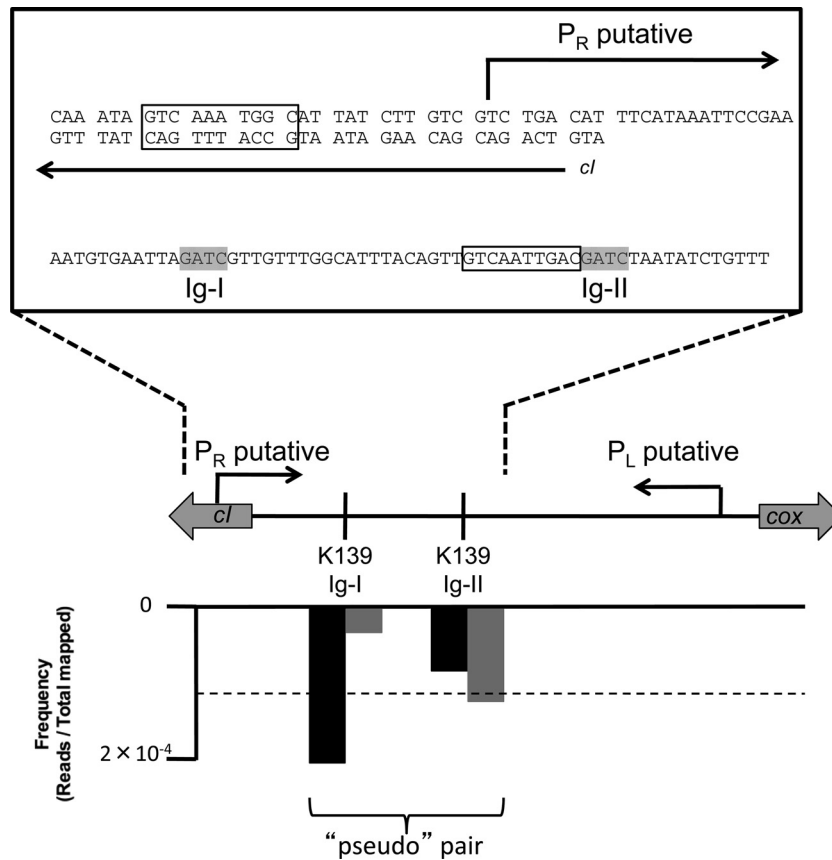 P_R putative
CAA ATA GTC AAA TGG CAT TAT CTT GTC GTC TGA CAT TTCATAAATTCCGAA
GTT TAT CAG TTT ACC GTA ATA GAA CAG CAG ACT GTA
cI
AATGTGAATTAGATCGTTGTTTGGCATTTACAGTTGTCAATTGACGATCTAATATCTGTTT
Ig-I Ig-II
P_R putative P_L putative
cI cox
K139 K139
Ig-I Ig-II
0
Frequency
(Reads / Total mapped)
2×10⁻⁴
“pseudo” pair